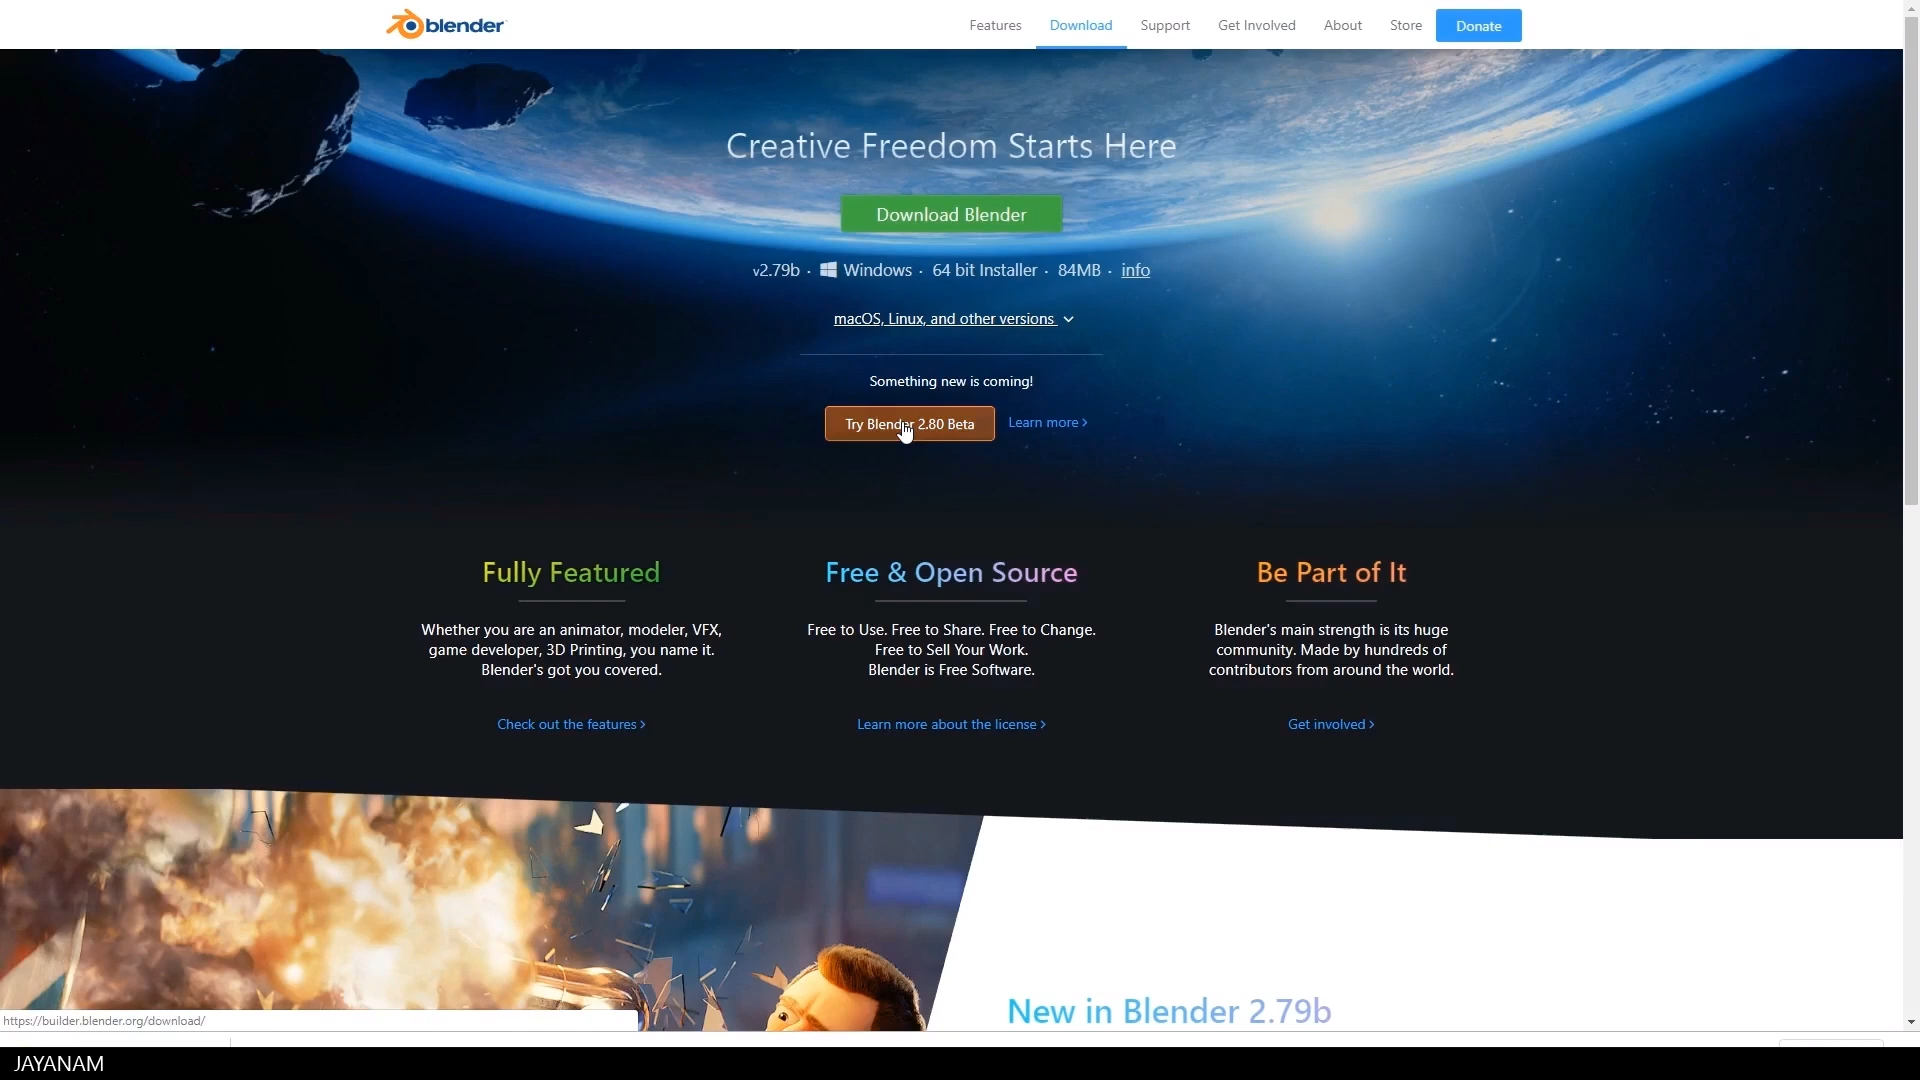 blender
Features Download Support Get Involved About Store Donate
Creative Freedom Starts Here
Download Blender
v2.79b · Windows · 64 bit Installer · 84MB · info
macOS, Linux, and other versions
Something new is coming!
Try Blender 2.80 Beta Learn more ›
Fully Featured
Whether you are an animator, modeler, VFX,
game developer, 3D Printing, you name it.
Blender's got you covered.
Check out the features ›
Free & Open Source
Free to Use. Free to Share. Free to Change.
Free to Sell Your Work.
Blender is Free Software.
Learn more about the license ›
Be Part of It
Blender's main strength is its huge
community. Made by hundreds of
contributors from around the world.
Get involved ›
New in Blender 2.79b
https://builder.blender.org/download/
JAYANAM